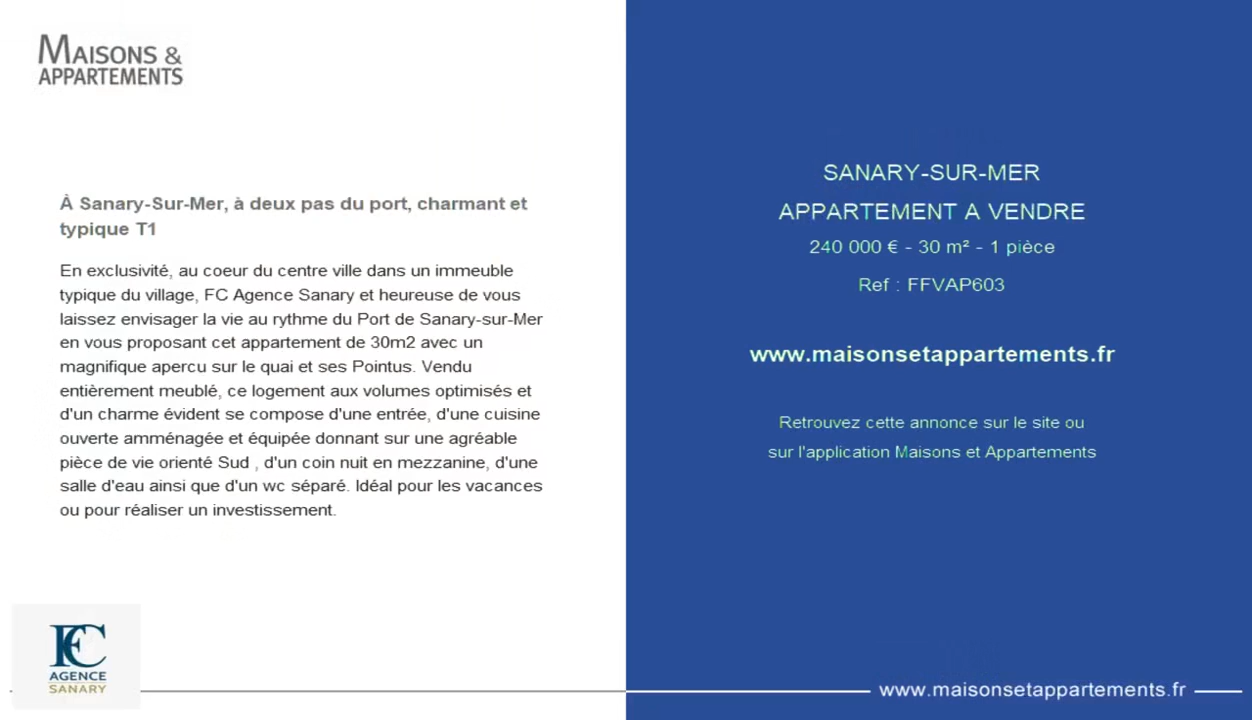 MAISONS &
APPARTEMENTS
À Sanary-Sur-Mer, à deux pas du port, charmant et
typique T1
En exclusivité, au coeur du centre ville dans un immeuble
typique du village, FC Agence Sanary et heureuse de vous
laissez envisager la vie au rythme du Port de Sanary-sur-Mer
en vous proposant cet appartement de 30m2 avec un
magnifique apercu sur le quai et ses Pointus. Vendu
entièrement meublé, ce logement aux volumes optimisés et
d'un charme évident se compose d'une entrée, d'une cuisine
ouverte amménagée et équipée donnant sur une agréable
pièce de vie orienté Sud , d'un coin nuit en mezzanine, d'une
salle d'eau ainsi que d'un wc séparé. Idéal pour les vacances
ou pour réaliser un investissement.
FC
AGENCE
SANARY
SANARY-SUR-MER
APPARTEMENT A VENDRE
240 000 € - 30 m² - 1 pièce
Ref : FFVAP603
www.maisonsetappartements.fr
Retrouvez cette annonce sur le site ou
sur l'application Maisons et Appartements
www.maisonsetappartements.fr